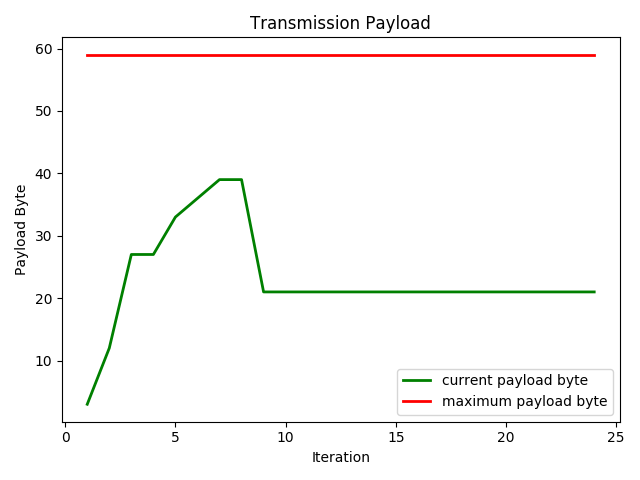 Transmission Payload
60
50
40
30
20
10
Payload Byte
current payload byte
maximum payload byte
0 5 10 15 20 25
Iteration